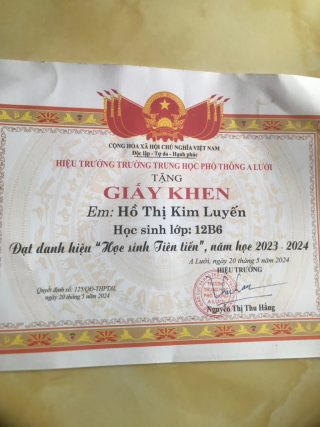 CỘNG HÒA XÃ HỘI CHỦ NGHĨA VIỆT NAM
Độc lập - Tự do - Hạnh phúc
HIỆU TRƯỞNG TRƯỜNG TRUNG HỌC PHỔ THÔNG A LƯỚI
TẶNG
GIẤY KHEN
Em: Hồ Thị Kim Luyến
Học sinh lớp: 12B6
Đạt danh hiệu "Học sinh Tiên tiến", năm học 2023 - 2024
A Lưới, ngày 20 tháng 5 năm 2024
HIỆU TRƯỞNG
Quyết định số: 175/QĐ-THPTĐL
ngày 20 tháng 5 năm 2024
Nguyễn Thị Thu Hằng